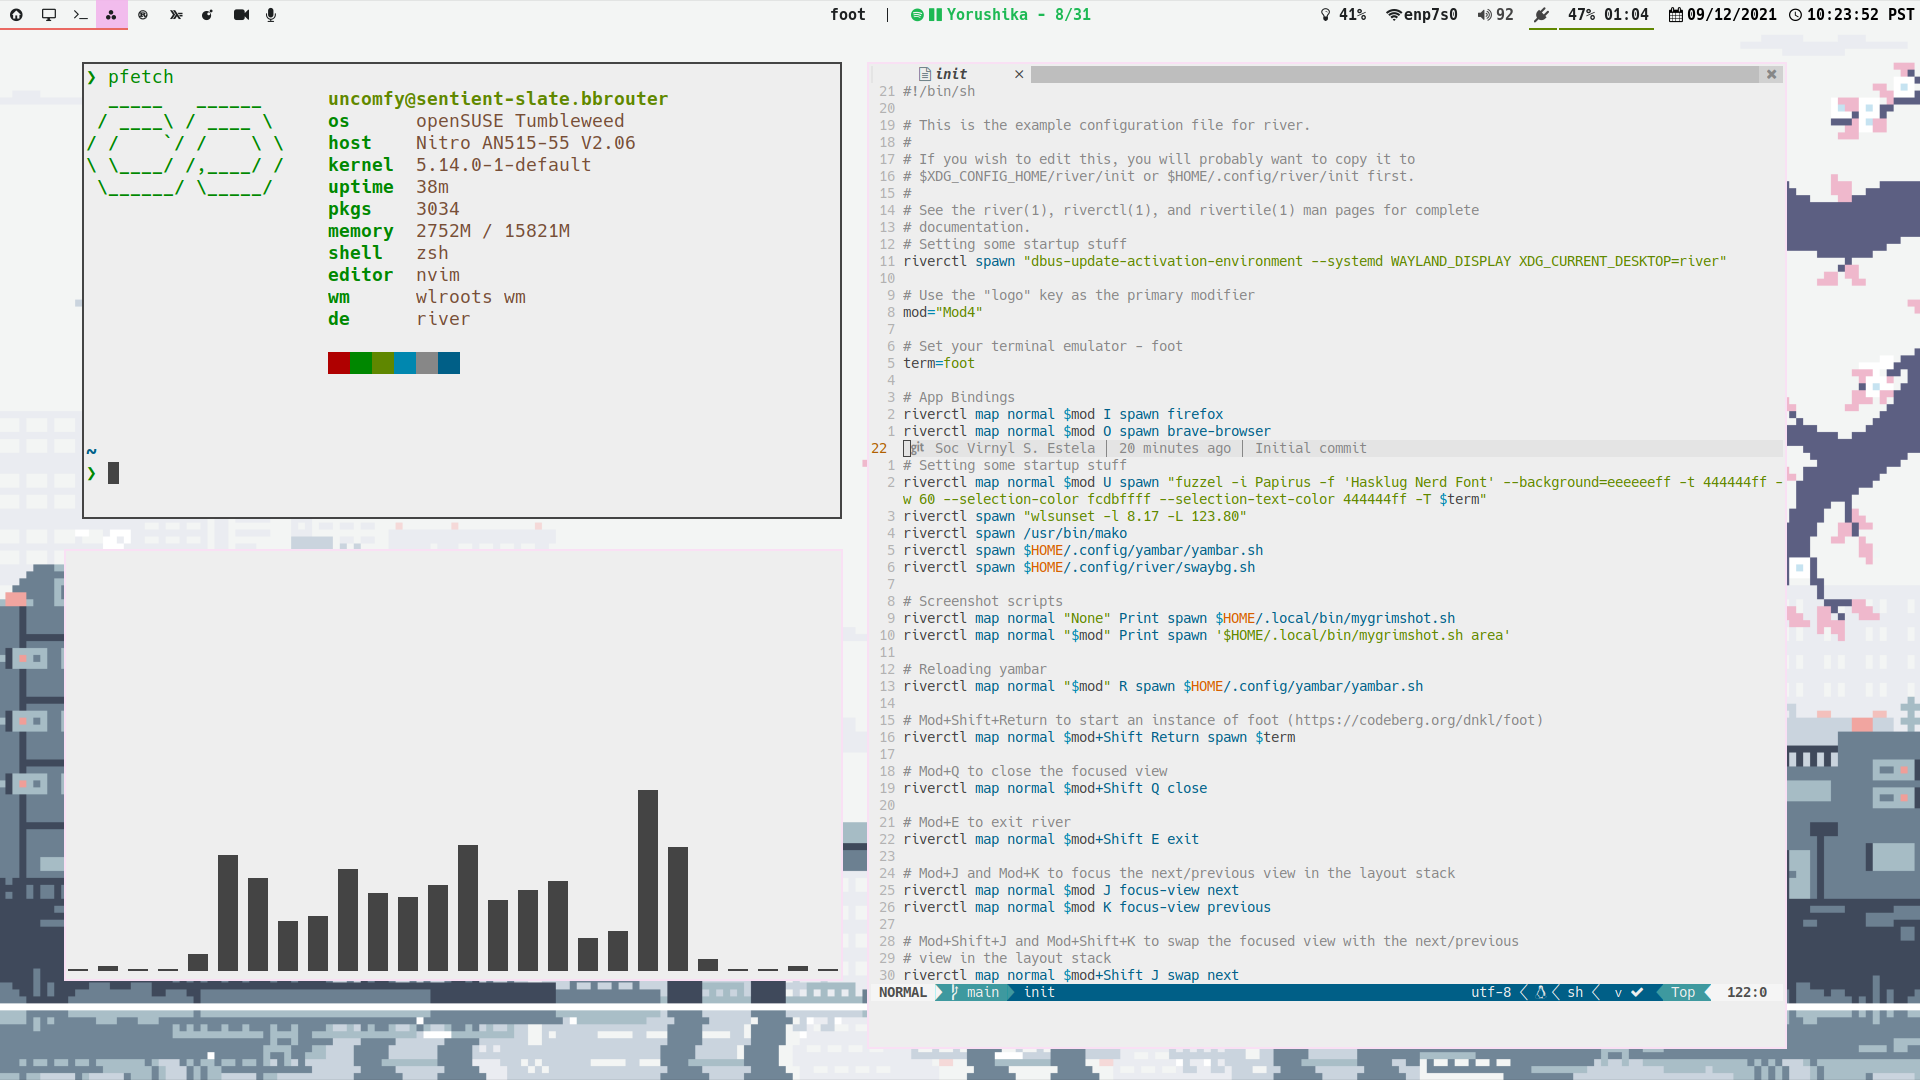 foot | Yorushika - 8/31 41% enp7s0 92 47% 01:04 09/12/2021 10:23:52 PST
❯ pfetch
uncomfy@sentient-slate.bbrouter
os openSUSE Tumbleweed
host Nitro AN515-55 V2.06
kernel 5.14.0-1-default
uptime 38m
pkgs 3034
memory 2752M / 15821M
shell zsh
editor nvim
wm wlroots wm
de river
~
❯
init ×
21 #!/bin/sh
20
19 # This is the example configuration file for river.
18 #
17 # If you wish to edit this, you will probably want to copy it to
16 # $XDG_CONFIG_HOME/river/init or $HOME/.config/river/init first.
15 #
14 # See the river(1), riverctl(1), and rivertile(1) man pages for complete
13 # documentation.
12 # Setting some startup stuff
11 riverctl spawn "dbus-update-activation-environment --systemd WAYLAND_DISPLAY XDG_CURRENT_DESKTOP=river"
10
9 # Use the "logo" key as the primary modifier
8 mod="Mod4"
7
6 # Set your terminal emulator - foot
5 term=foot
4
3 # App Bindings
2 riverctl map normal $mod I spawn firefox
1 riverctl map normal $mod O spawn brave-browser
22 git Soc Virnyl S. Estela | 20 minutes ago | Initial commit
1 # Setting some startup stuff
2 riverctl map normal $mod U spawn "fuzzel -i Papirus -f 'Hasklug Nerd Font' --background=eeeeeeff -t 444444ff -
w 60 --selection-color fcdbffff --selection-text-color 444444ff -T $term"
3 riverctl spawn "wlsunset -l 8.17 -L 123.80"
4 riverctl spawn /usr/bin/mako
5 riverctl spawn $HOME/.config/yambar/yambar.sh
6 riverctl spawn $HOME/.config/river/swaybg.sh
7
8 # Screenshot scripts
9 riverctl map normal "None" Print spawn $HOME/.local/bin/mygrimshot.sh
10 riverctl map normal "$mod" Print spawn '$HOME/.local/bin/mygrimshot.sh area'
11
12 # Reloading yambar
13 riverctl map normal "$mod" R spawn $HOME/.config/yambar/yambar.sh
14
15 # Mod+Shift+Return to start an instance of foot (https://codeberg.org/dnkl/foot)
16 riverctl map normal $mod+Shift Return spawn $term
17
18 # Mod+Q to close the focused view
19 riverctl map normal $mod+Shift Q close
20
21 # Mod+E to exit river
22 riverctl map normal $mod+Shift E exit
23
24 # Mod+J and Mod+K to focus the next/previous view in the layout stack
25 riverctl map normal $mod J focus-view next
26 riverctl map normal $mod K focus-view previous
27
28 # Mod+Shift+J and Mod+Shift+K to swap the focused view with the next/previous
29 # view in the layout stack
30 riverctl map normal $mod+Shift J swap next
NORMAL main init utf-8 sh v ✔ Top 122:0